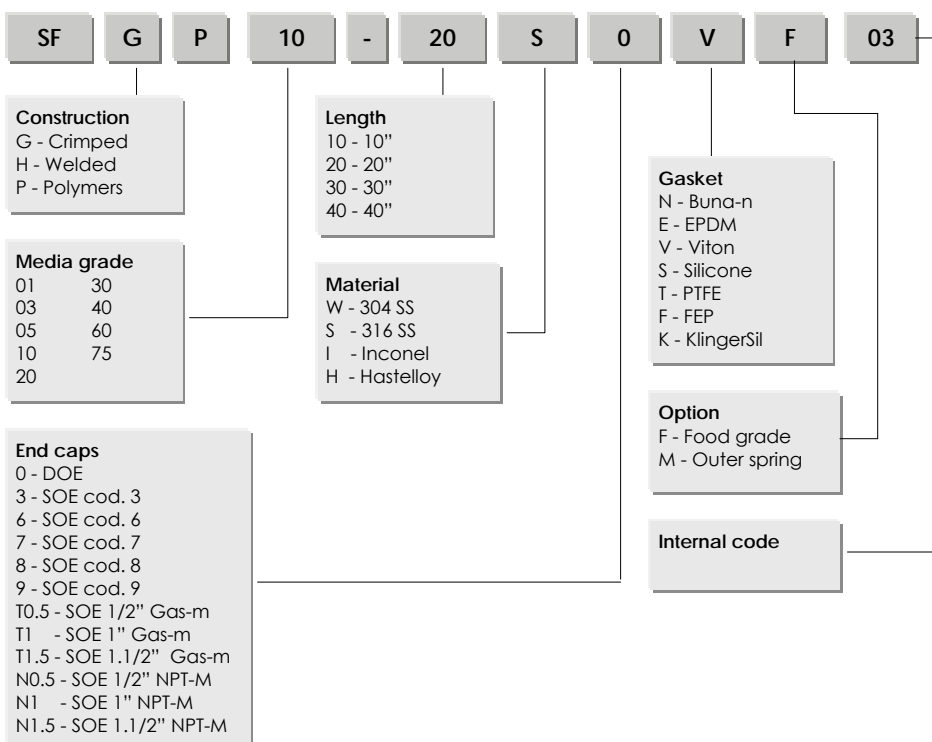 SF G P 10 - 20 S 0 V F 03
Construction
G - Crimped
H - Welded
P - Polymers
Media grade
01 30
03 40
05 60
10 75
20
End caps
0 - DOE
3 - SOE cod. 3
6 - SOE cod. 6
7 - SOE cod. 7
8 - SOE cod. 8
9 - SOE cod. 9
T0.5 - SOE 1/2” Gas-m
T1 - SOE 1” Gas-m
T1.5 - SOE 1.1/2” Gas-m
N0.5 - SOE 1/2” NPT-M
N1 - SOE 1” NPT-M
N1.5 - SOE 1.1/2” NPT-M
Length
10 - 10”
20 - 20”
30 - 30”
40 - 40”
Material
W - 304 SS
S - 316 SS
I - Inconel
H - Hastelloy
Gasket
N - Buna-n
E - EPDM
V - Viton
S - Silicone
T - PTFE
F - FEP
K - KlingerSil
Option
F - Food grade
M - Outer spring
Internal code